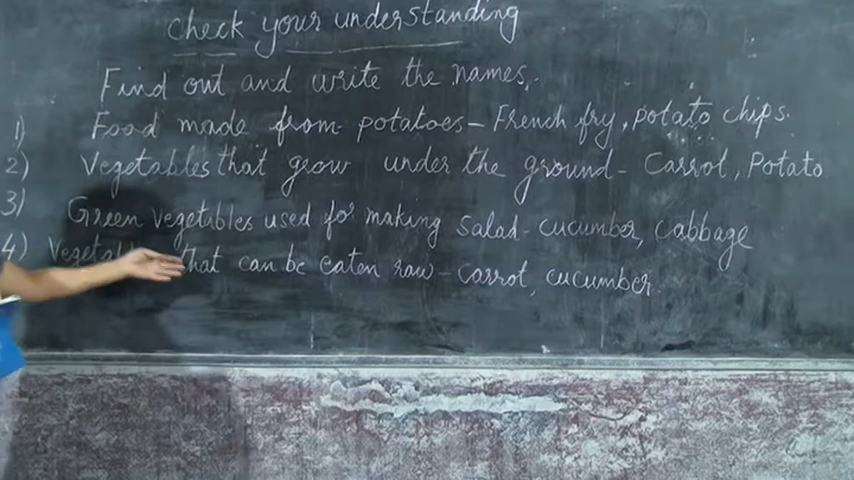 Check your understanding
Find out and write the names.
1) Food made from potatoes - French fry, potato chips.
2) Vegetables that grow under the ground - Carrot, Potato
3) Green vegetables used for making salad - cucumber, cabbage
4) Vegetab that can be eaten raw - carrot, cucumber.